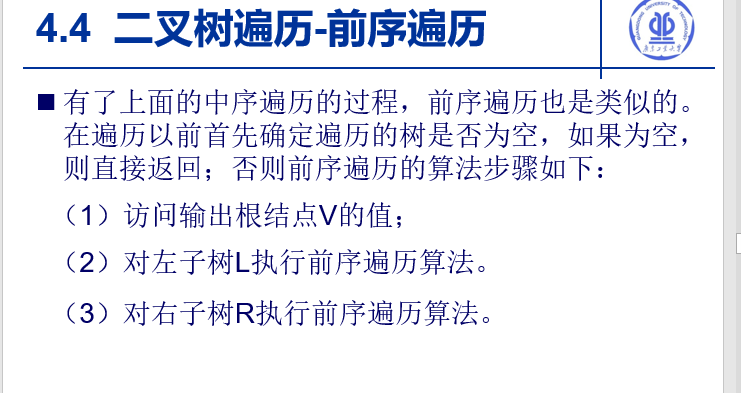 4.4 二叉树遍历-前序遍历
有了上面的中序遍历的过程，前序遍历也是类似的。
在遍历以前首先确定遍历的树是否为空，如果为空，
则直接返回；否则前序遍历的算法步骤如下：
（1）访问输出根结点V的值；
（2）对左子树L执行前序遍历算法。
（3）对右子树R执行前序遍历算法。